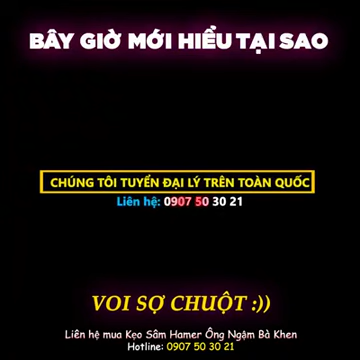 BÂY GIỜ MỚI HIỂU TẠI SAO
CHÚNG TÔI TUYỂN ĐẠI LÝ TRÊN TOÀN QUỐC
Liên hệ: 0907 50 30 21
VOI SỢ CHUỘT :))
Liên hệ mua Kẹo Sâm Hamer Ông Ngậm Bà Khen
Hotline: 0907 50 30 21